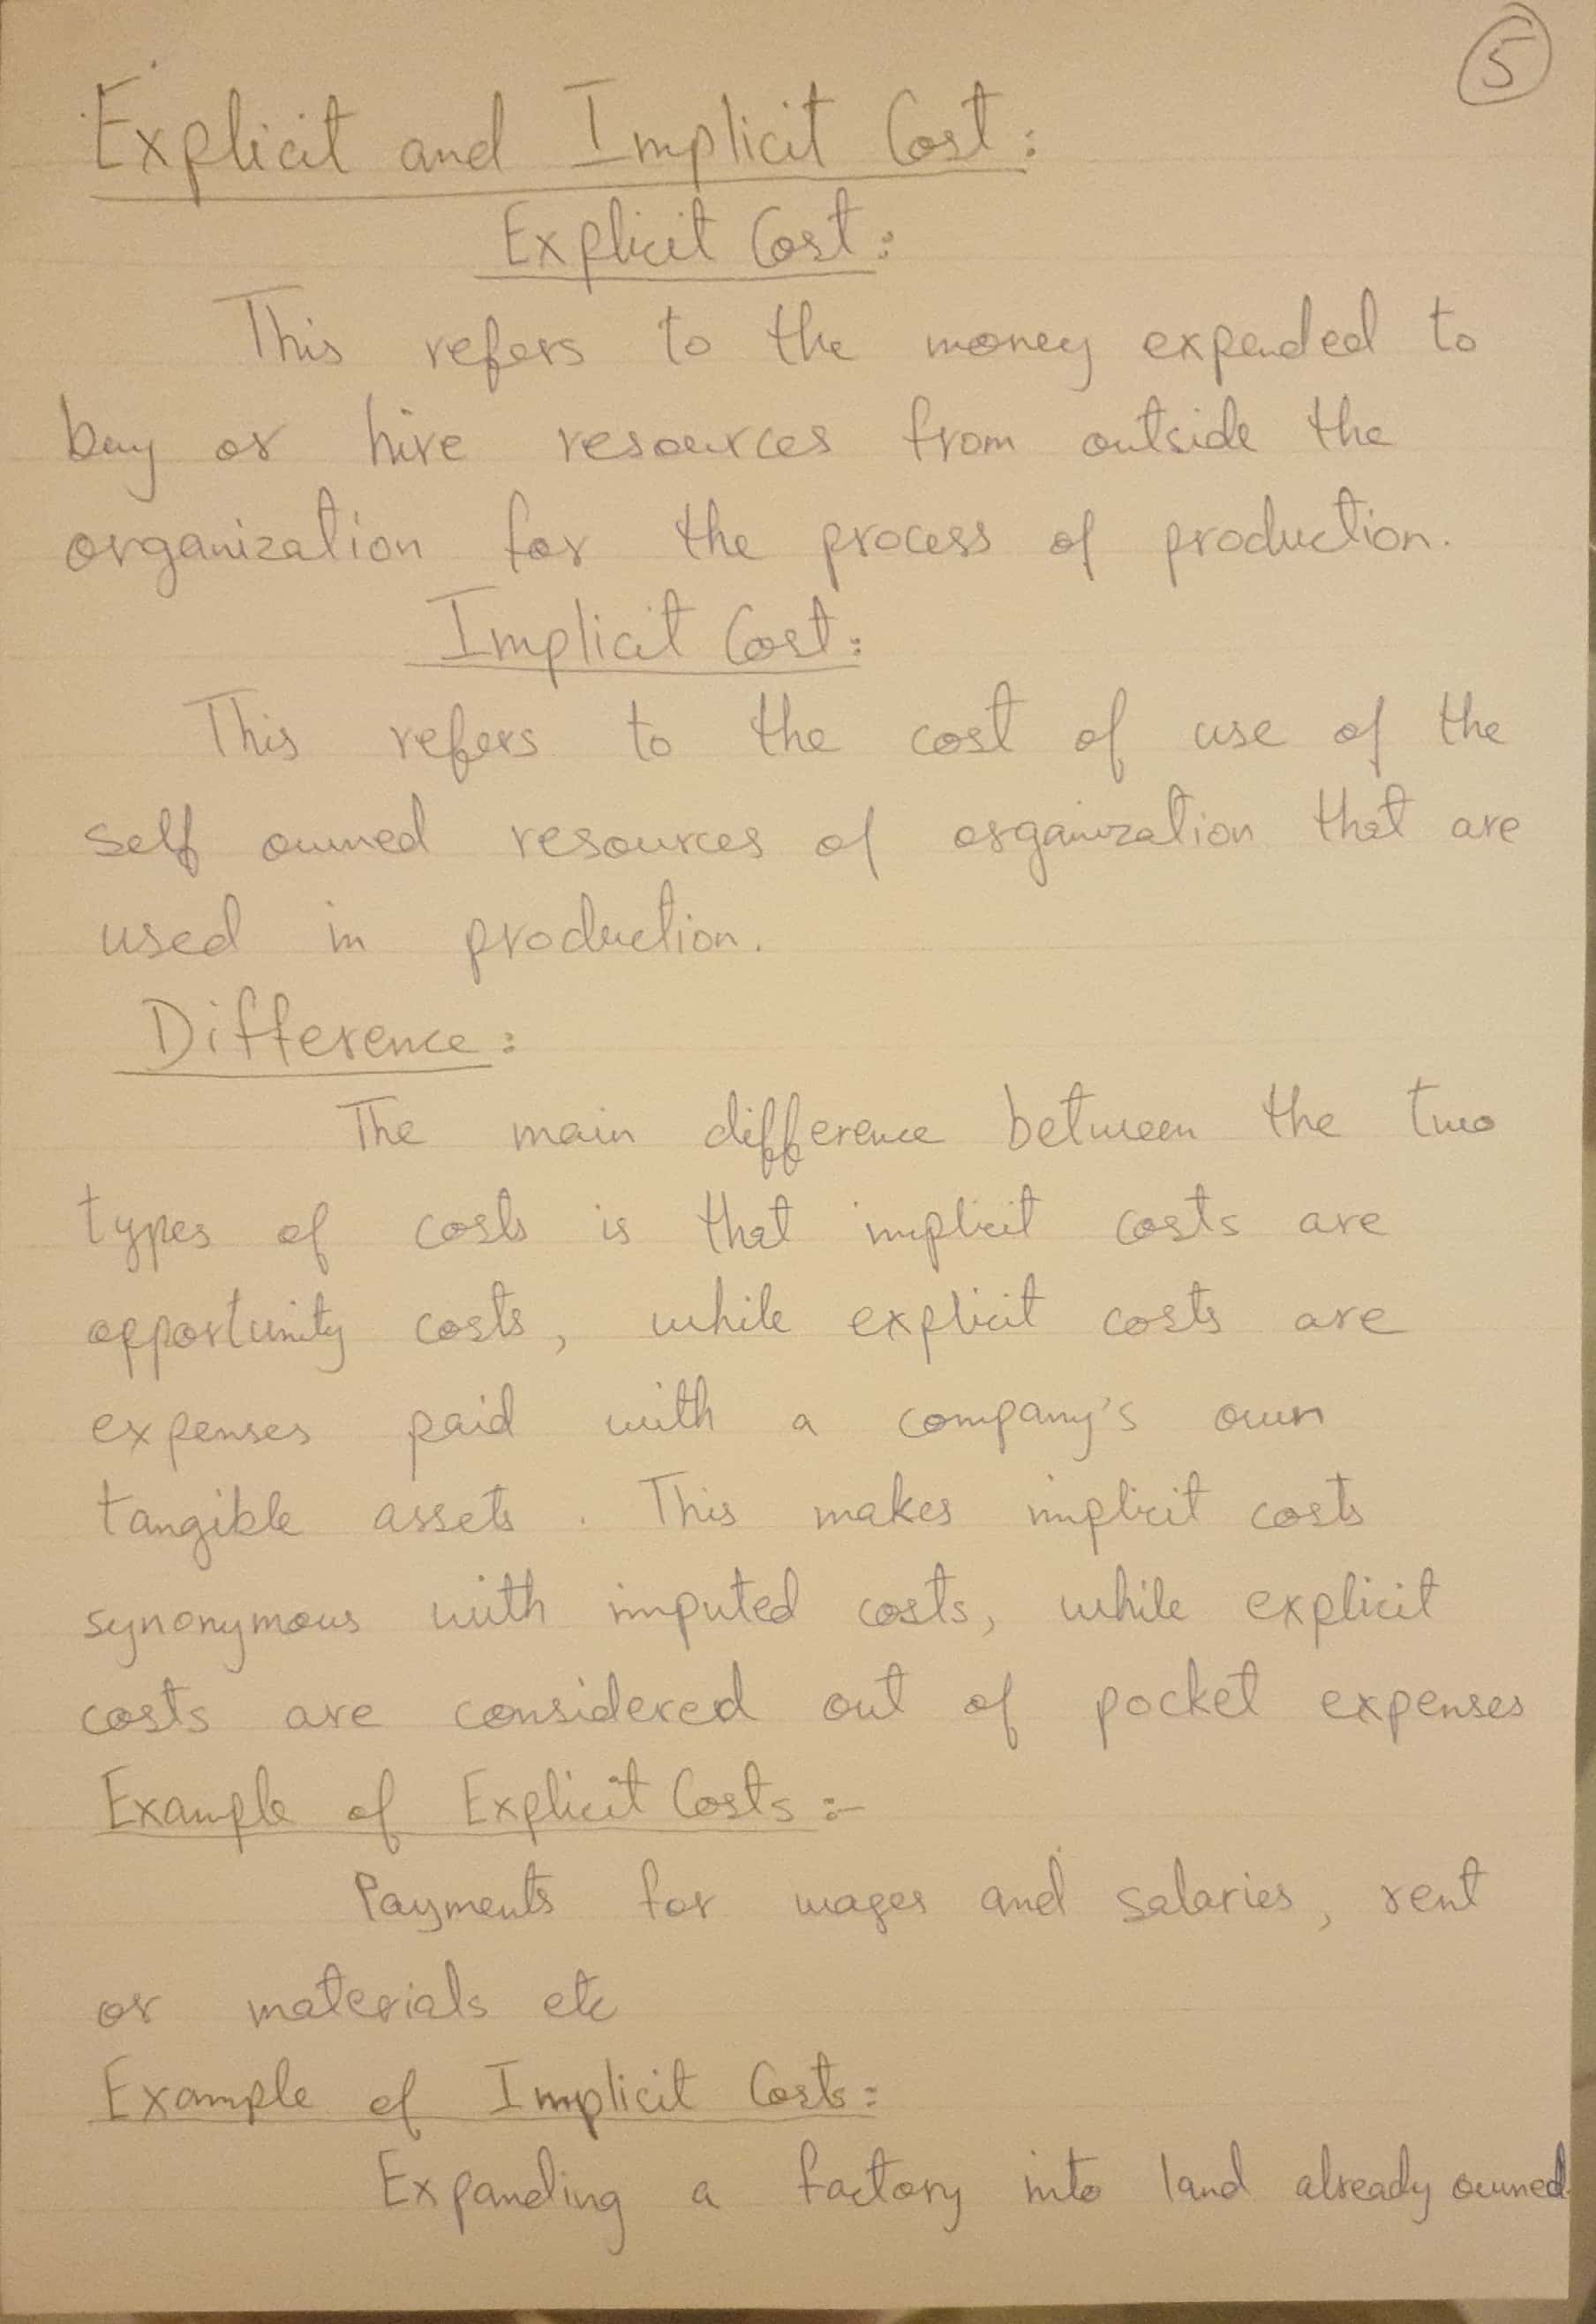 5
Explicit and Implicit Cost:
Explicit Cost:
This refers to the money expended to
buy or hire resources from outside the
organization for the process of production.
Implicit Cost:
This refers to the cost of use of the
self owned resources of organization that are
used in production.
Difference:
The main difference between the two
types of costs is that implicit costs are
opportunity costs, while explicit costs are
expenses paid with a company's own
tangible assets. This makes implicit costs
synonymous with imputed costs, while explicit
costs are considered out of pocket expenses
Example of Explicit Costs:-
Payments for wages and salaries, rent
or materials etc
Example of Implicit Costs:
Expanding a factory into land already owned.